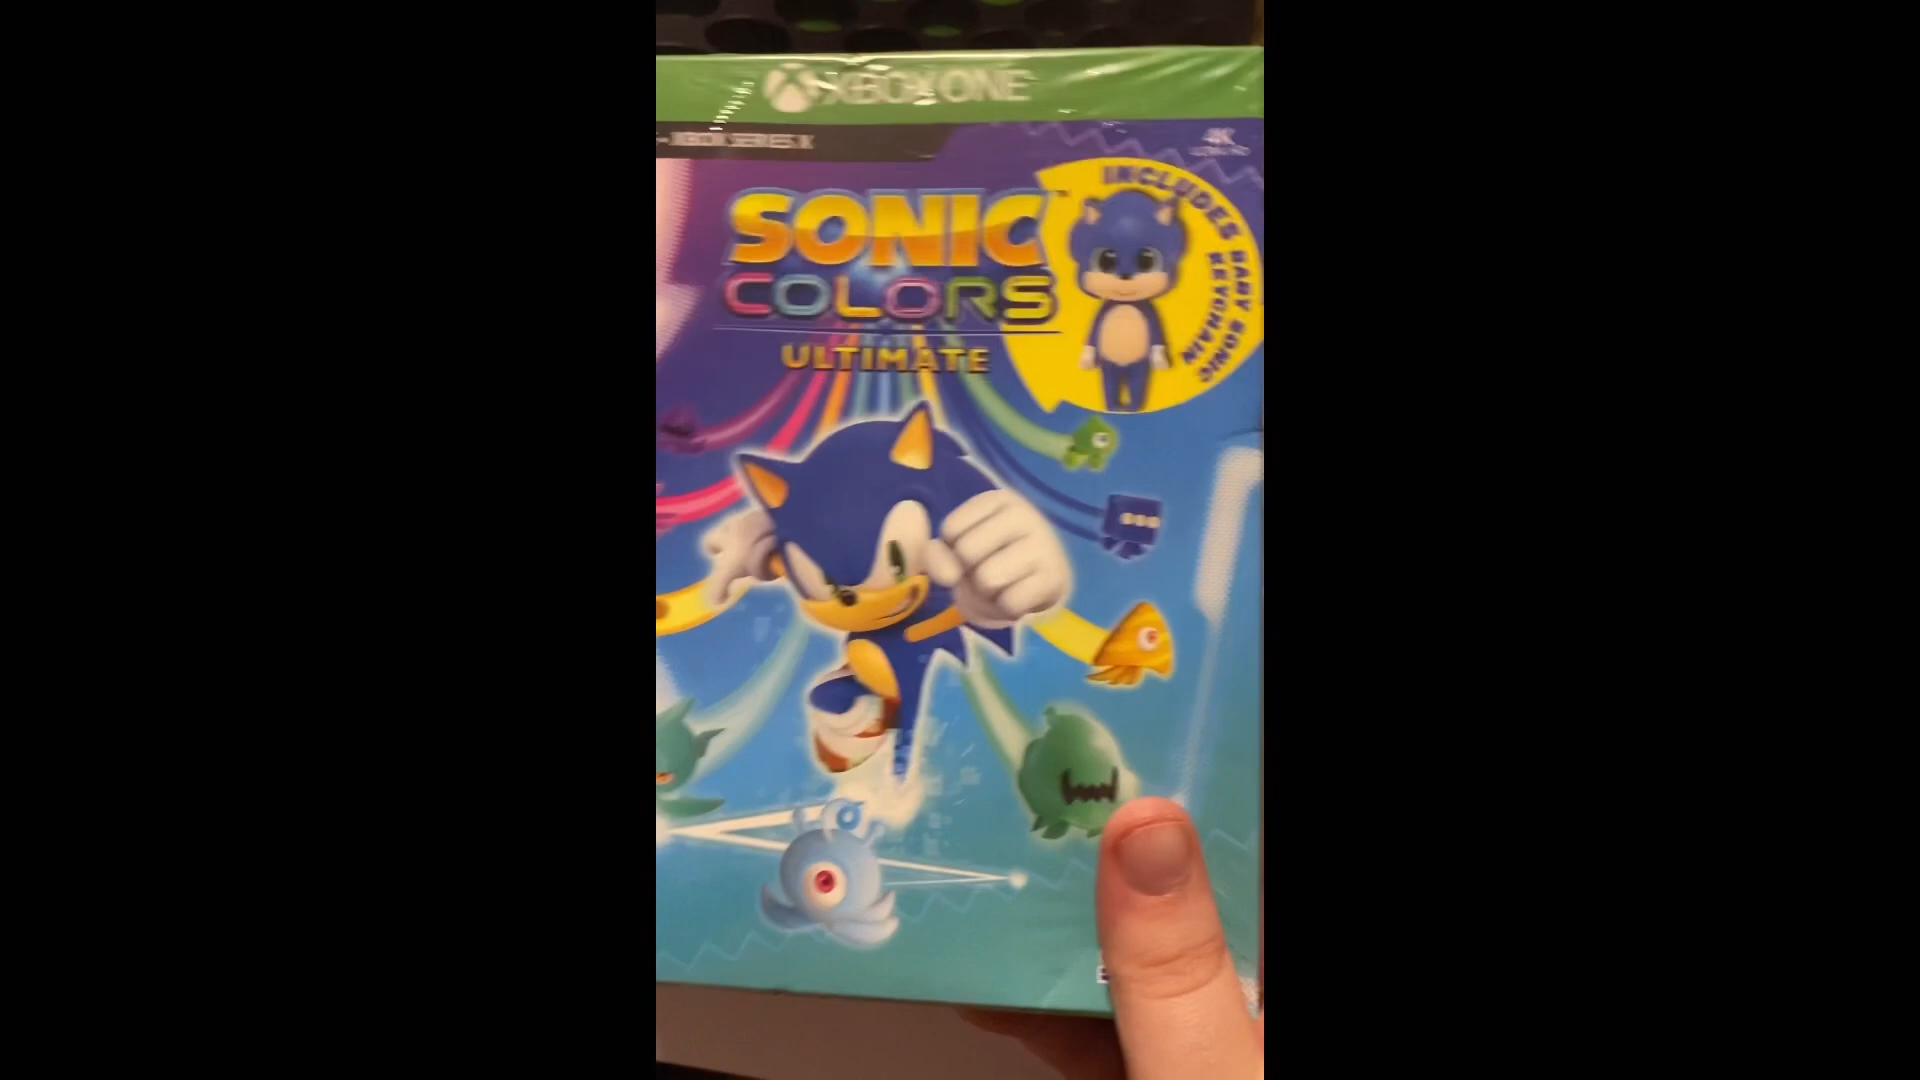 XBOX ONE
XBOX SERIES X
4K
SONIC
COLORS
ULTIMATE
INCLUDES BABY SONIC
KEYCHAIN